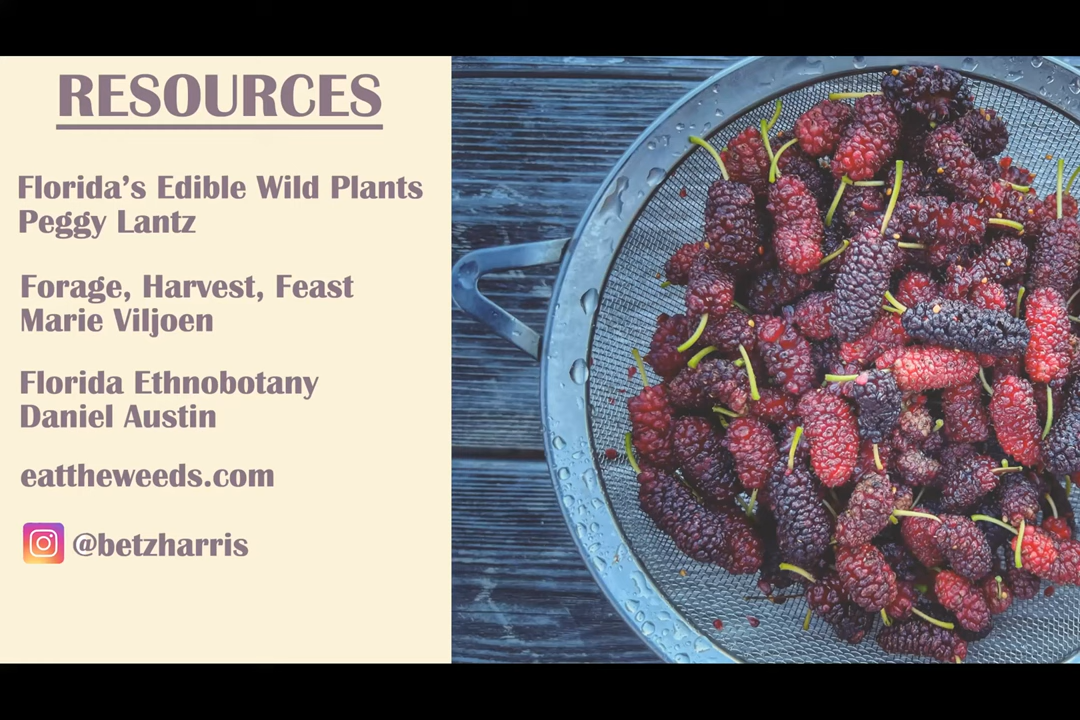 RESOURCES
Florida's Edible Wild Plants
Peggy Lantz
Forage, Harvest, Feast
Marie Viljoen
Florida Ethnobotany
Daniel Austin
eattheweeds.com
@betzharris